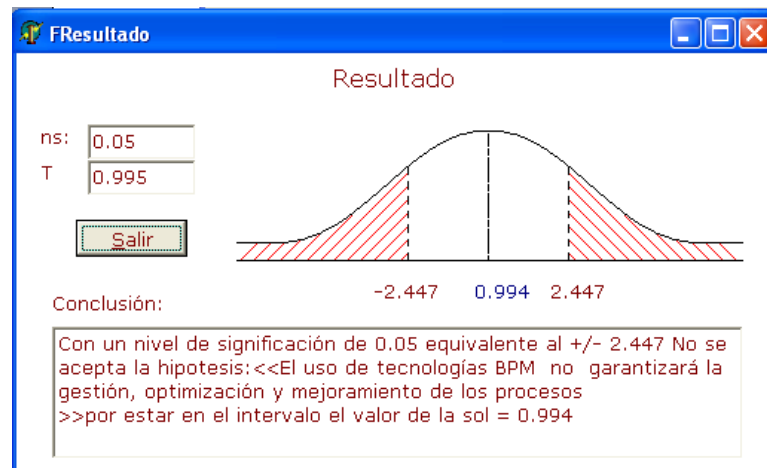 FResultado
Resultado
ns: 0.05
T 0.995
Salir
-2.447 0.994 2.447
Conclusión:
Con un nivel de significación de 0.05 equivalente al +/- 2.447 No se
acepta la hipotesis:<<El uso de tecnologías BPM no garantizará la
gestión, optimización y mejoramiento de los procesos
>>por estar en el intervalo el valor de la sol = 0.994